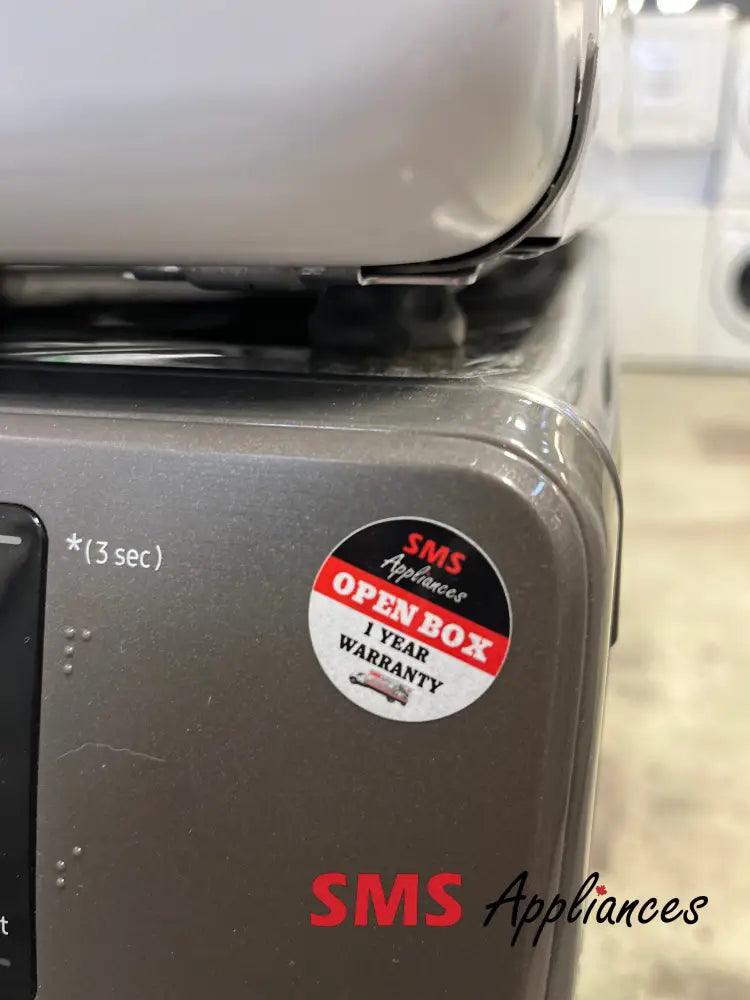 *(3 sec)
SMS
Appliances
OPEN BOX
1 YEAR
WARRANTY
t
SMS Appliances